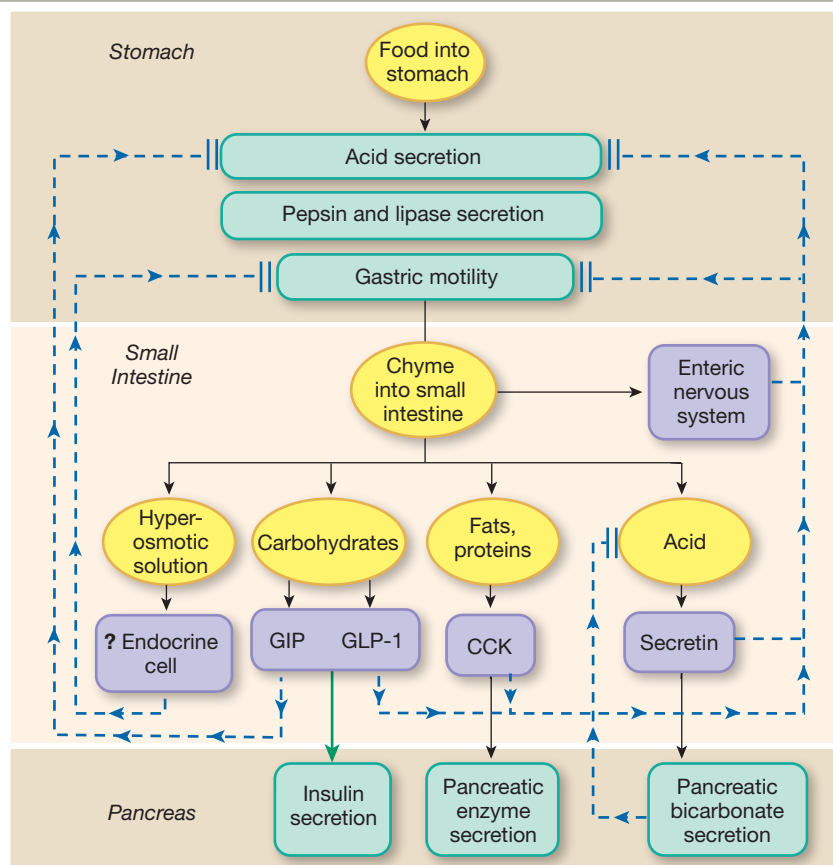 Stomach
Food into
stomach
Acid secretion
Pepsin and lipase secretion
Gastric motility
Small
Intestine
Chyme
into small
intestine
Enteric
nervous
system
Hyper-
osmotic
solution
Carbohydrates
Fats,
proteins
Acid
? Endocrine
cell
GIP GLP-1
CCK
Secretin
Pancreas
Insulin
secretion
Pancreatic
enzyme
secretion
Pancreatic
bicarbonate
secretion